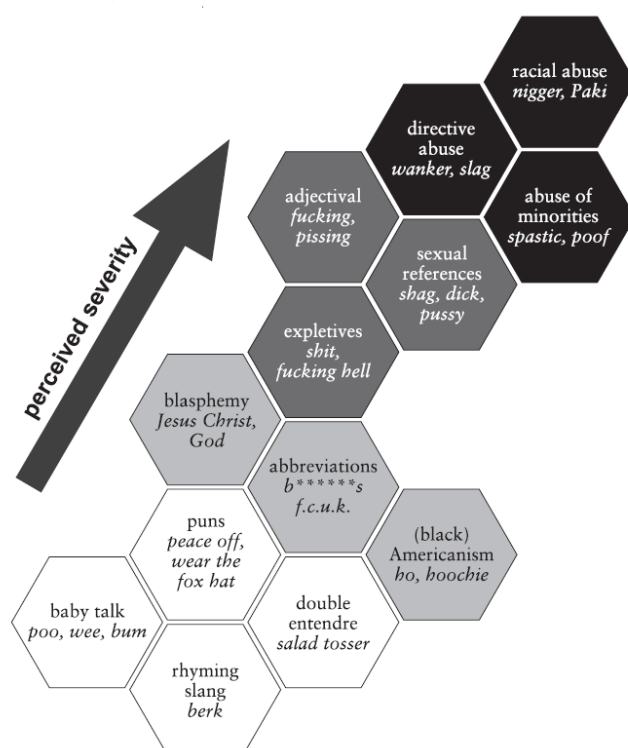 racial abuse
nigger, Paki
directive
abuse
wanker, slag
adjectival
fucking,
pissing
abuse of
minorities
spastic, poof
sexual
references
shag, dick,
pussy
perceived severity
expletives
shit,
fucking hell
blasphemy
Jesus Christ,
God
abbreviations
b******s
f.c.u.k.
puns
peace off,
wear the
fox hat
(black)
Americanism
ho, hoochie
baby talk
poo, wee, bum
double
entendre
salad tosser
rhyming
slang
berk